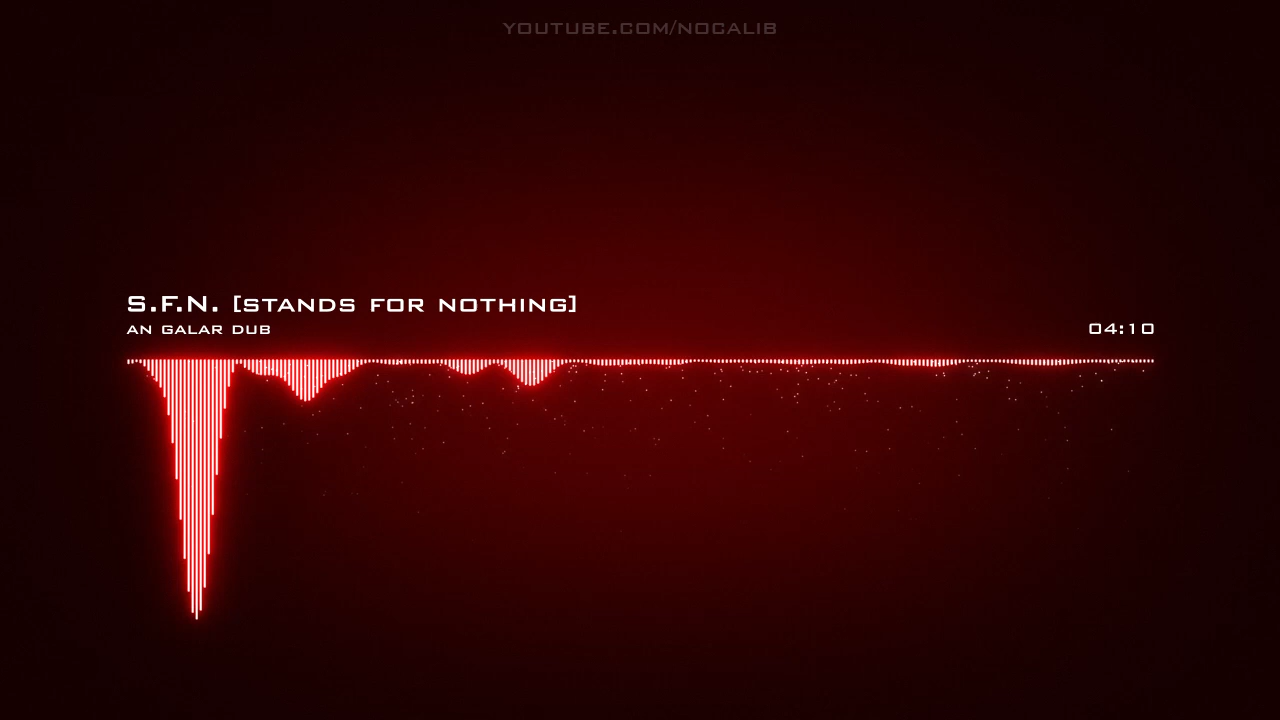 YOUTUBE.COM/NOCALIB
S.F.N. [STANDS FOR NOTHING]
AN GALAR DUB
04:10